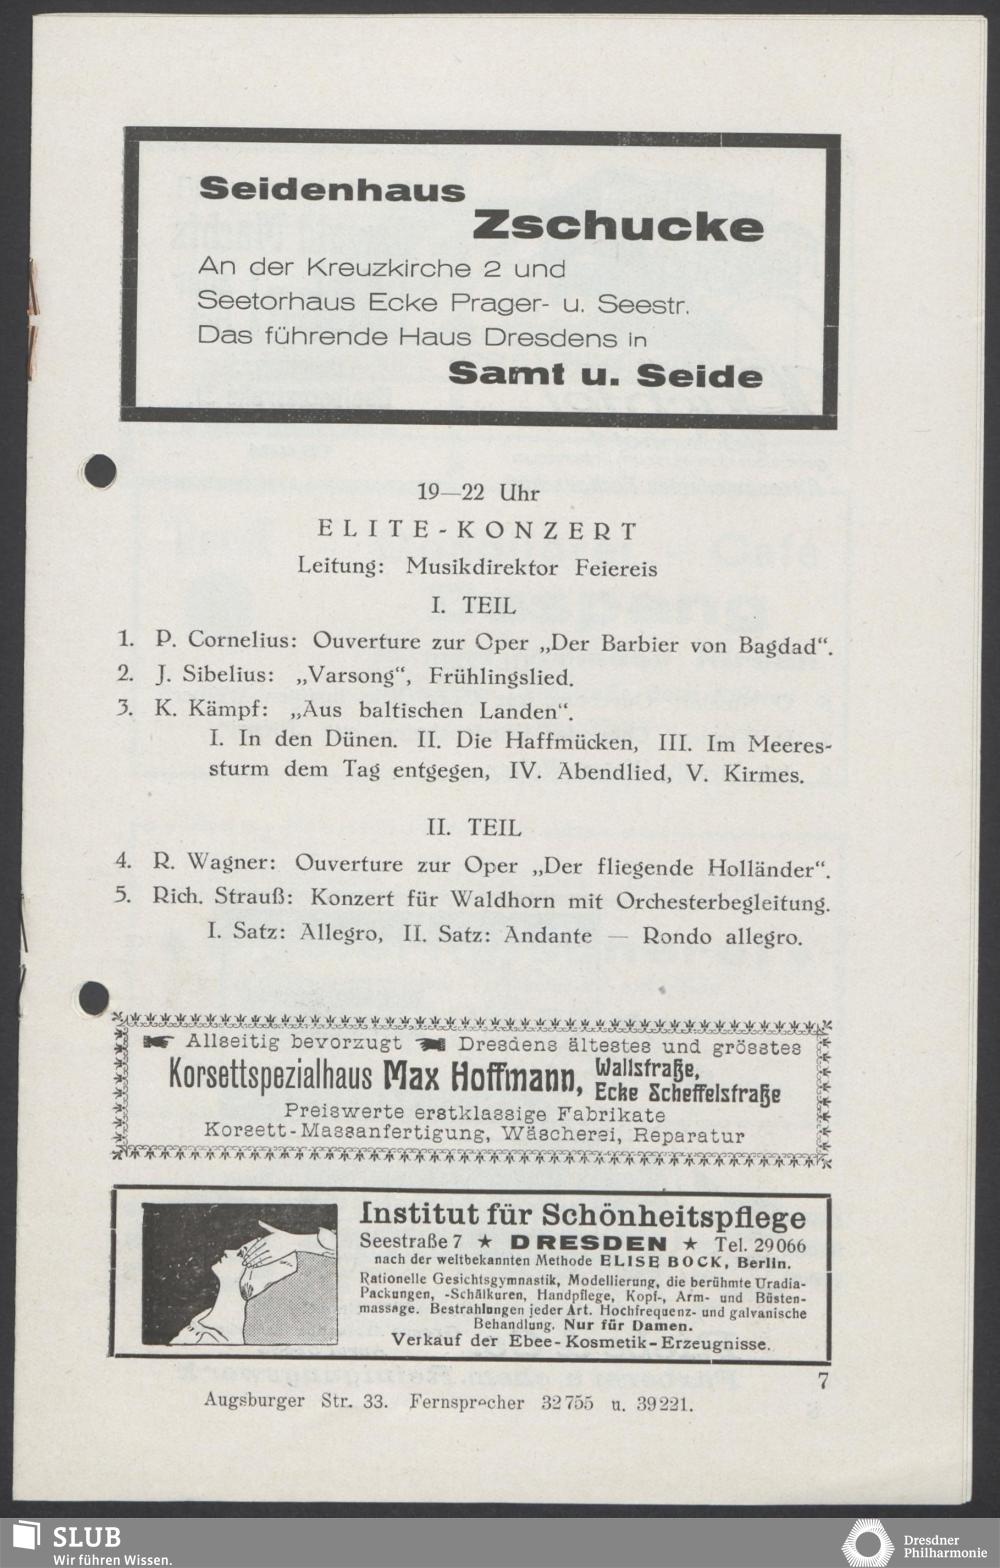 Seidenhaus
Zschucke
An der Kreuzkirche 2 und
Seetorhaus Ecke Prager- u. Seestr.
Das führende Haus Dresdens in
Samt u. Seide
19—22 Uhr
ELITE-KONZERT
Leitung: Musikdirektor Feiereis
I. TEIL
1. P. Cornelius: Ouverture zur Oper „Der Barbier von Bagdad“.
2. J. Sibelius: „Varsong“, Frühlingslied.
3. K. Kämpf: „Aus baltischen Landen“.
I. In den Dünen. II. Die Haffmücken, III. Im Meeres-
sturm dem Tag entgegen, IV. Abendlied, V. Kirmes.
II. TEIL
4. R. Wagner: Ouverture zur Oper „Der fliegende Holländer“.
5. Rich. Strauß: Konzert für Waldhorn mit Orchesterbegleitung.
I. Satz: Allegro, II. Satz: Andante — Rondo allegro.
Allseitig bevorzugt Dresdens ältestes und grösstes
Korsettspezialhaus Max Hoffmann, Wallstraße,
Ecke Scheffelstraße
Preiswerte erstklassige Fabrikate
Korsett-Massanfertigung, Wäscherei, Reparatur
Institut für Schönheitspflege
Seestraße 7 ★ DRESDEN ★ Tel. 29066
nach der weltbekannten Methode ELISE BOCK, Berlin.
Rationelle Gesichtsgymnastik, Modellierung, die berühmte Uradia-
Packungen, -Schälkuren, Handpflege, Kopf-, Arm- und Büsten-
massage. Bestrahlungen jeder Art. Hochfrequenz- und galvanische
Behandlung. Nur für Damen.
Verkauf der Ebee-Kosmetik-Erzeugnisse.
7
Augsburger Str. 33. Fernsprecher 32755 u. 39221.
SLUB
Wir führen Wissen.
Dresdner
Philharmonie